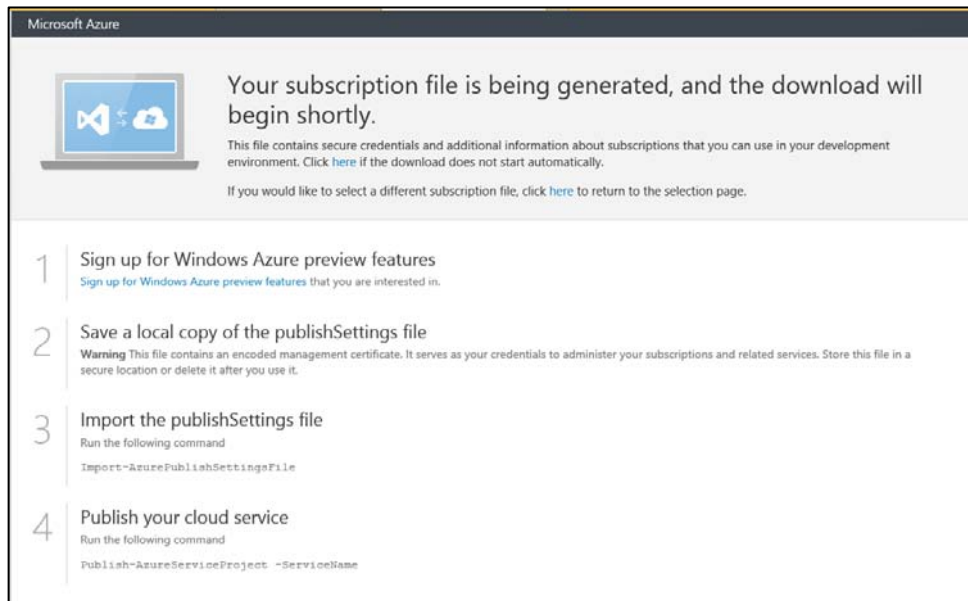 Microsoft Azure
Your subscription file is being generated, and the download will
begin shortly.
This file contains secure credentials and additional information about subscriptions that you can use in your development
environment. Click here if the download does not start automatically.
If you would like to select a different subscription file, click here to return to the selection page.
1
Sign up for Windows Azure preview features
Sign up for Windows Azure preview features that you are interested in.
2
Save a local copy of the publishSettings file
Warning This file contains an encoded management certificate. It serves as your credentials to administer your subscriptions and related services. Store this file in a
secure location or delete it after you use it.
3
Import the publishSettings file
Run the following command
Import-AzurePublishSettingsFile
4
Publish your cloud service
Run the following command
Publish-AzureServiceProject -ServiceName